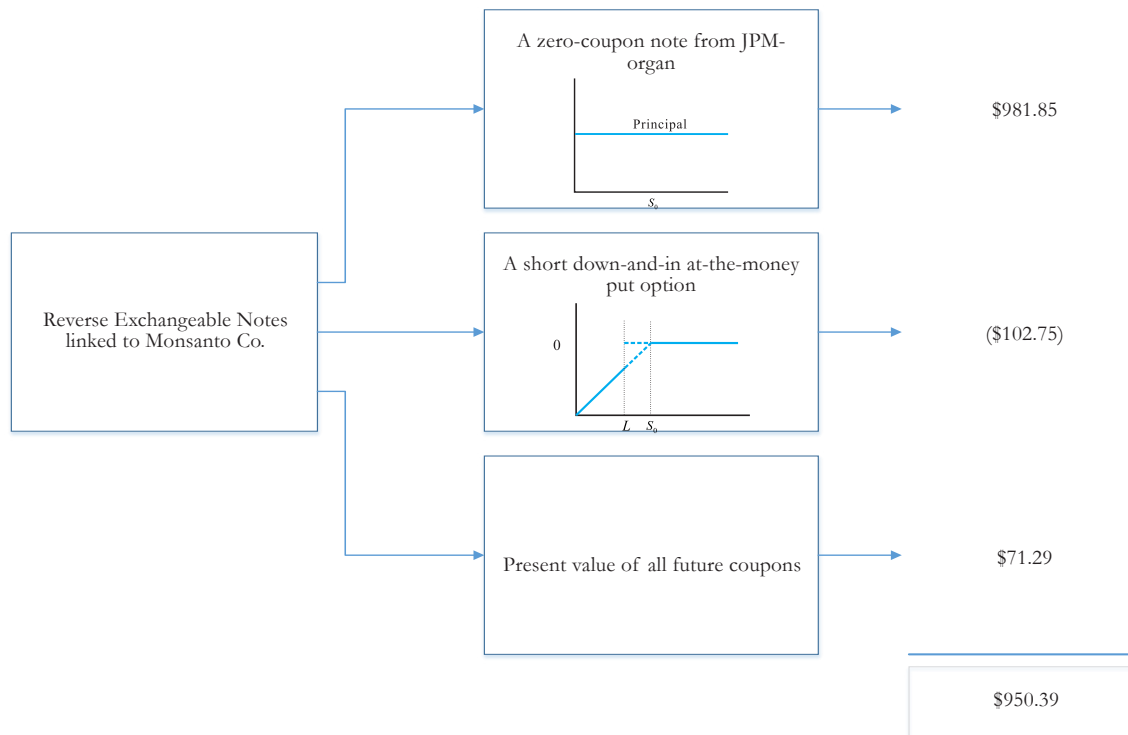 A zero-coupon note from JPM-
organ
Principal
S₀
$981.85
Reverse Exchangeable Notes
linked to Monsanto Co.
A short down-and-in at-the-money
put option
0
L S₀
($102.75)
Present value of all future coupons
$71.29
$950.39